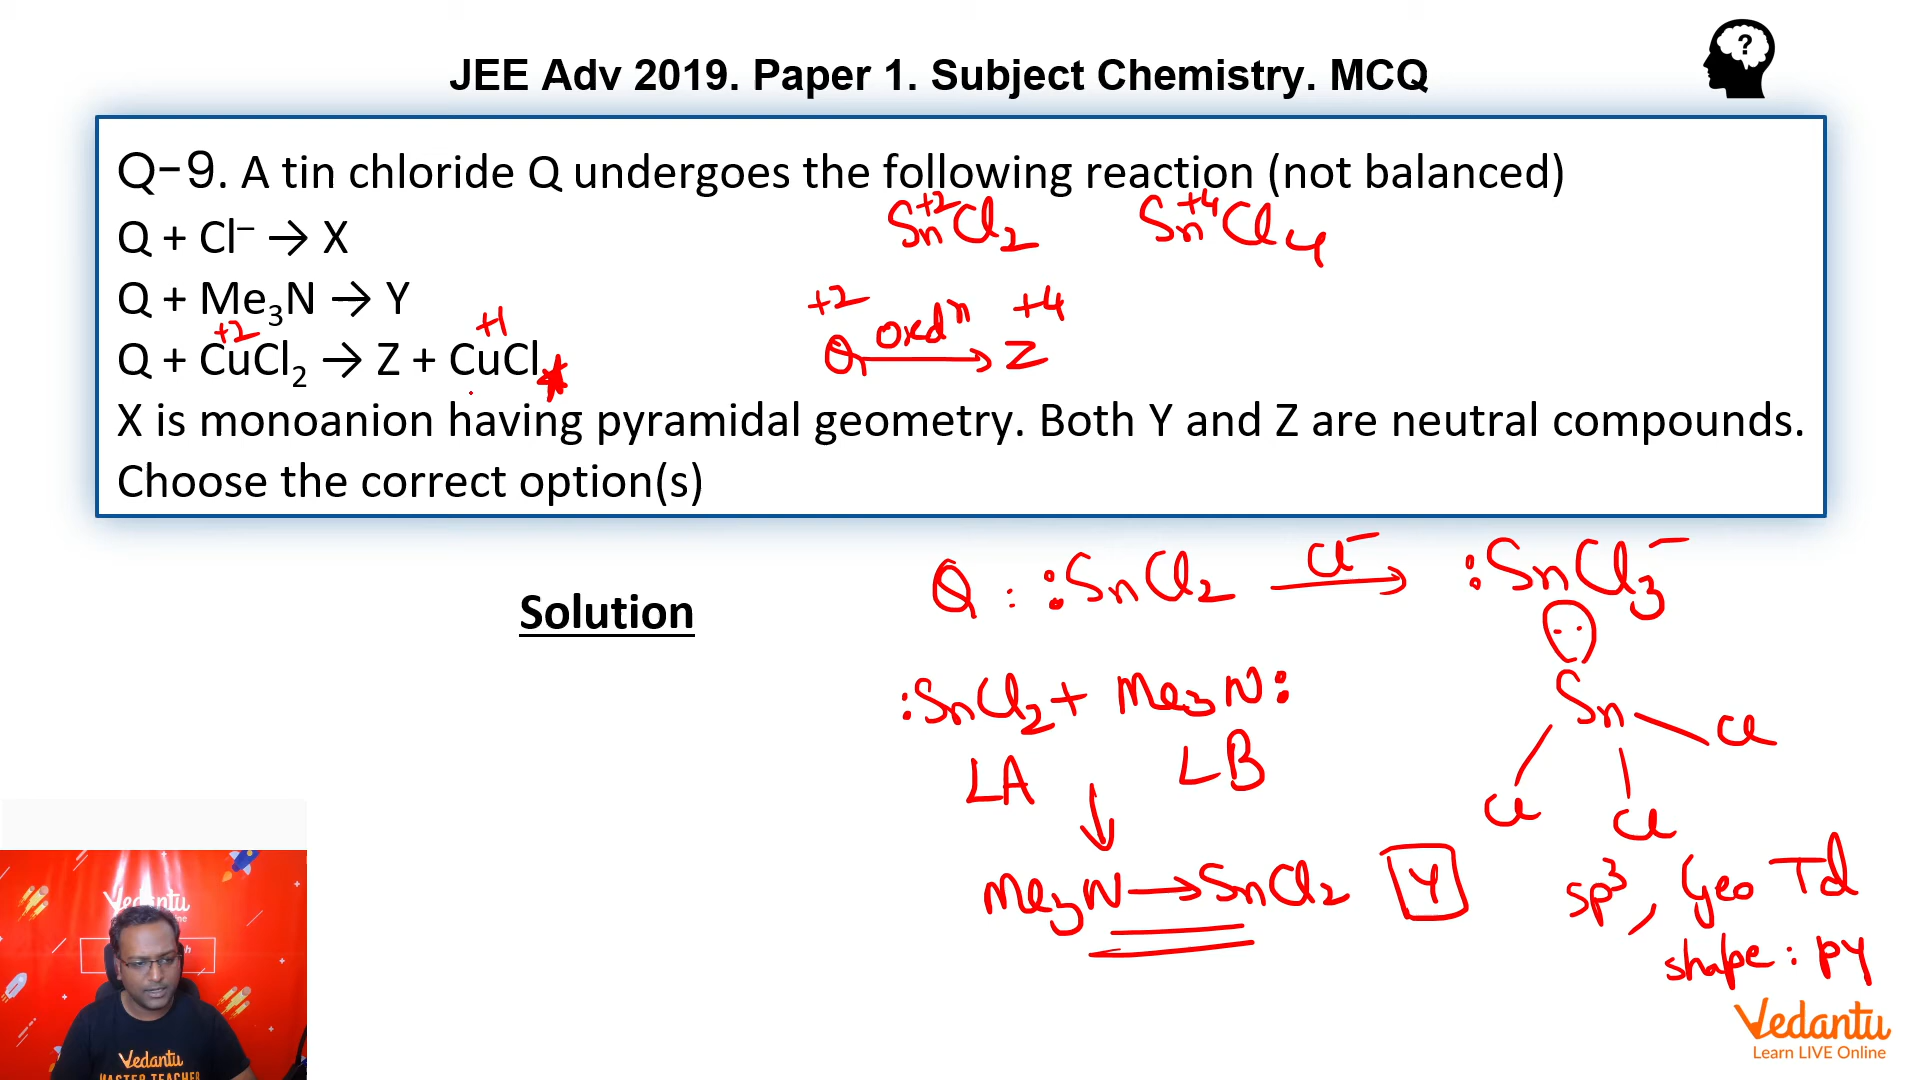 JEE Adv 2019. Paper 1. Subject Chemistry. MCQ
?
Q-9. A tin chloride Q undergoes the following reaction (not balanced)
Sn+2Cl2 Sn+4Cl4
Q + Cl– → X
Q + Me3N → Y
+2 +1
Q + CuCl2 → Z + CuCl
+2 oxdn +4
Q → Z
X is monoanion having pyramidal geometry. Both Y and Z are neutral compounds.
Choose the correct option(s)
Solution
Q : :SnCl2 Cl– → :SnCl3–
:SnCl2 + Me3N:
LA LB
↓
Me3N → SnCl2 Y
Sn Cl
Cl Cl
sp3, Geo Td
shape: py
Vedantu
Vedantu
MASTER TEACHER
Vedantu
Learn LIVE Online